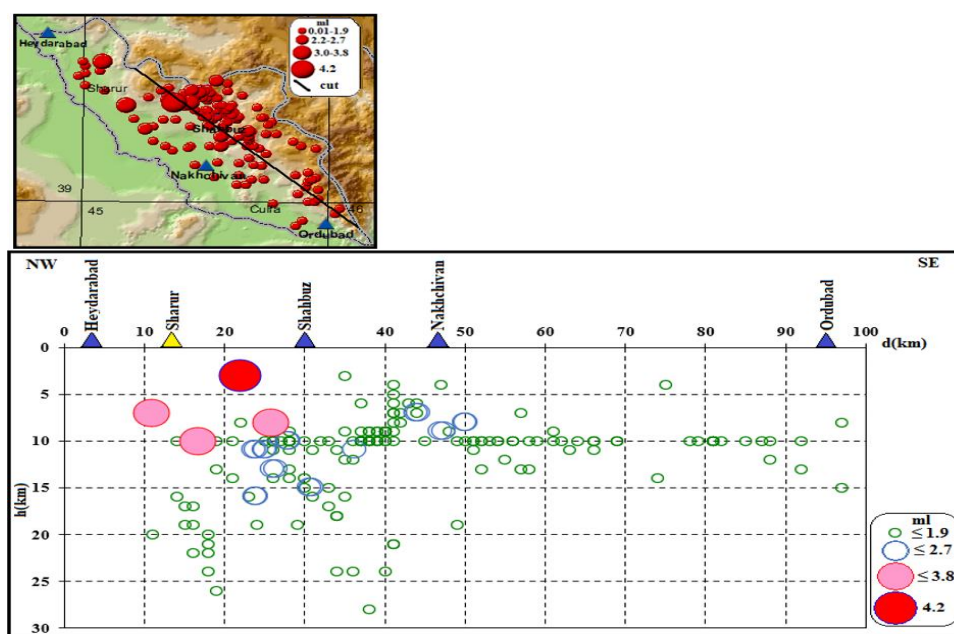 ml
0.01-1.9
2.2-2.7
3.0-3.8
4.2
cut
Heydarabad
Sharur
Shahbuz
Nakhchivan
39
45
Culfa
46
Ordubad
NW
SE
Heydarabad
Sharur
Shahbuz
Nakhchivan
Ordubad
0 10 20 30 40 50 60 70 80 90 100
d(km)
0
5
10
15
20
25
30
h(km)
ml
≤1.9
≤2.7
≤3.8
4.2